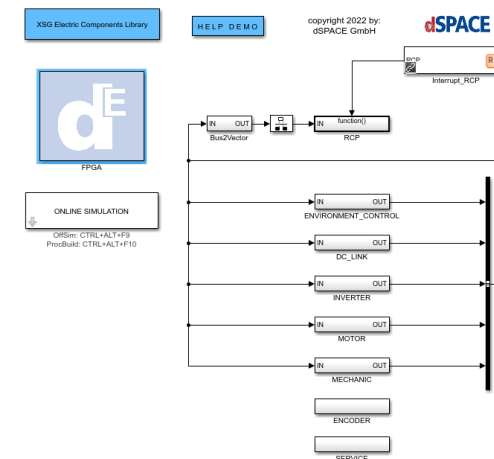 XSG Electric Components Library
HELP DEMO
copyright 2022 by:
dSPACE GmbH
dSPACE
RCP
R
Interrupt_RCP
dE
FPGA
IN OUT
Bus2Vector
function()
IN
RCP
ONLINE SIMULATION
OffSim: CTRL+ALT+F9
ProcBuild: CTRL+ALT+F10
IN OUT
ENVIRONMENT_CONTROL
IN OUT
DC_LINK
IN OUT
INVERTER
IN OUT
MOTOR
IN OUT
MECHANIC
ENCODER
SERVICE